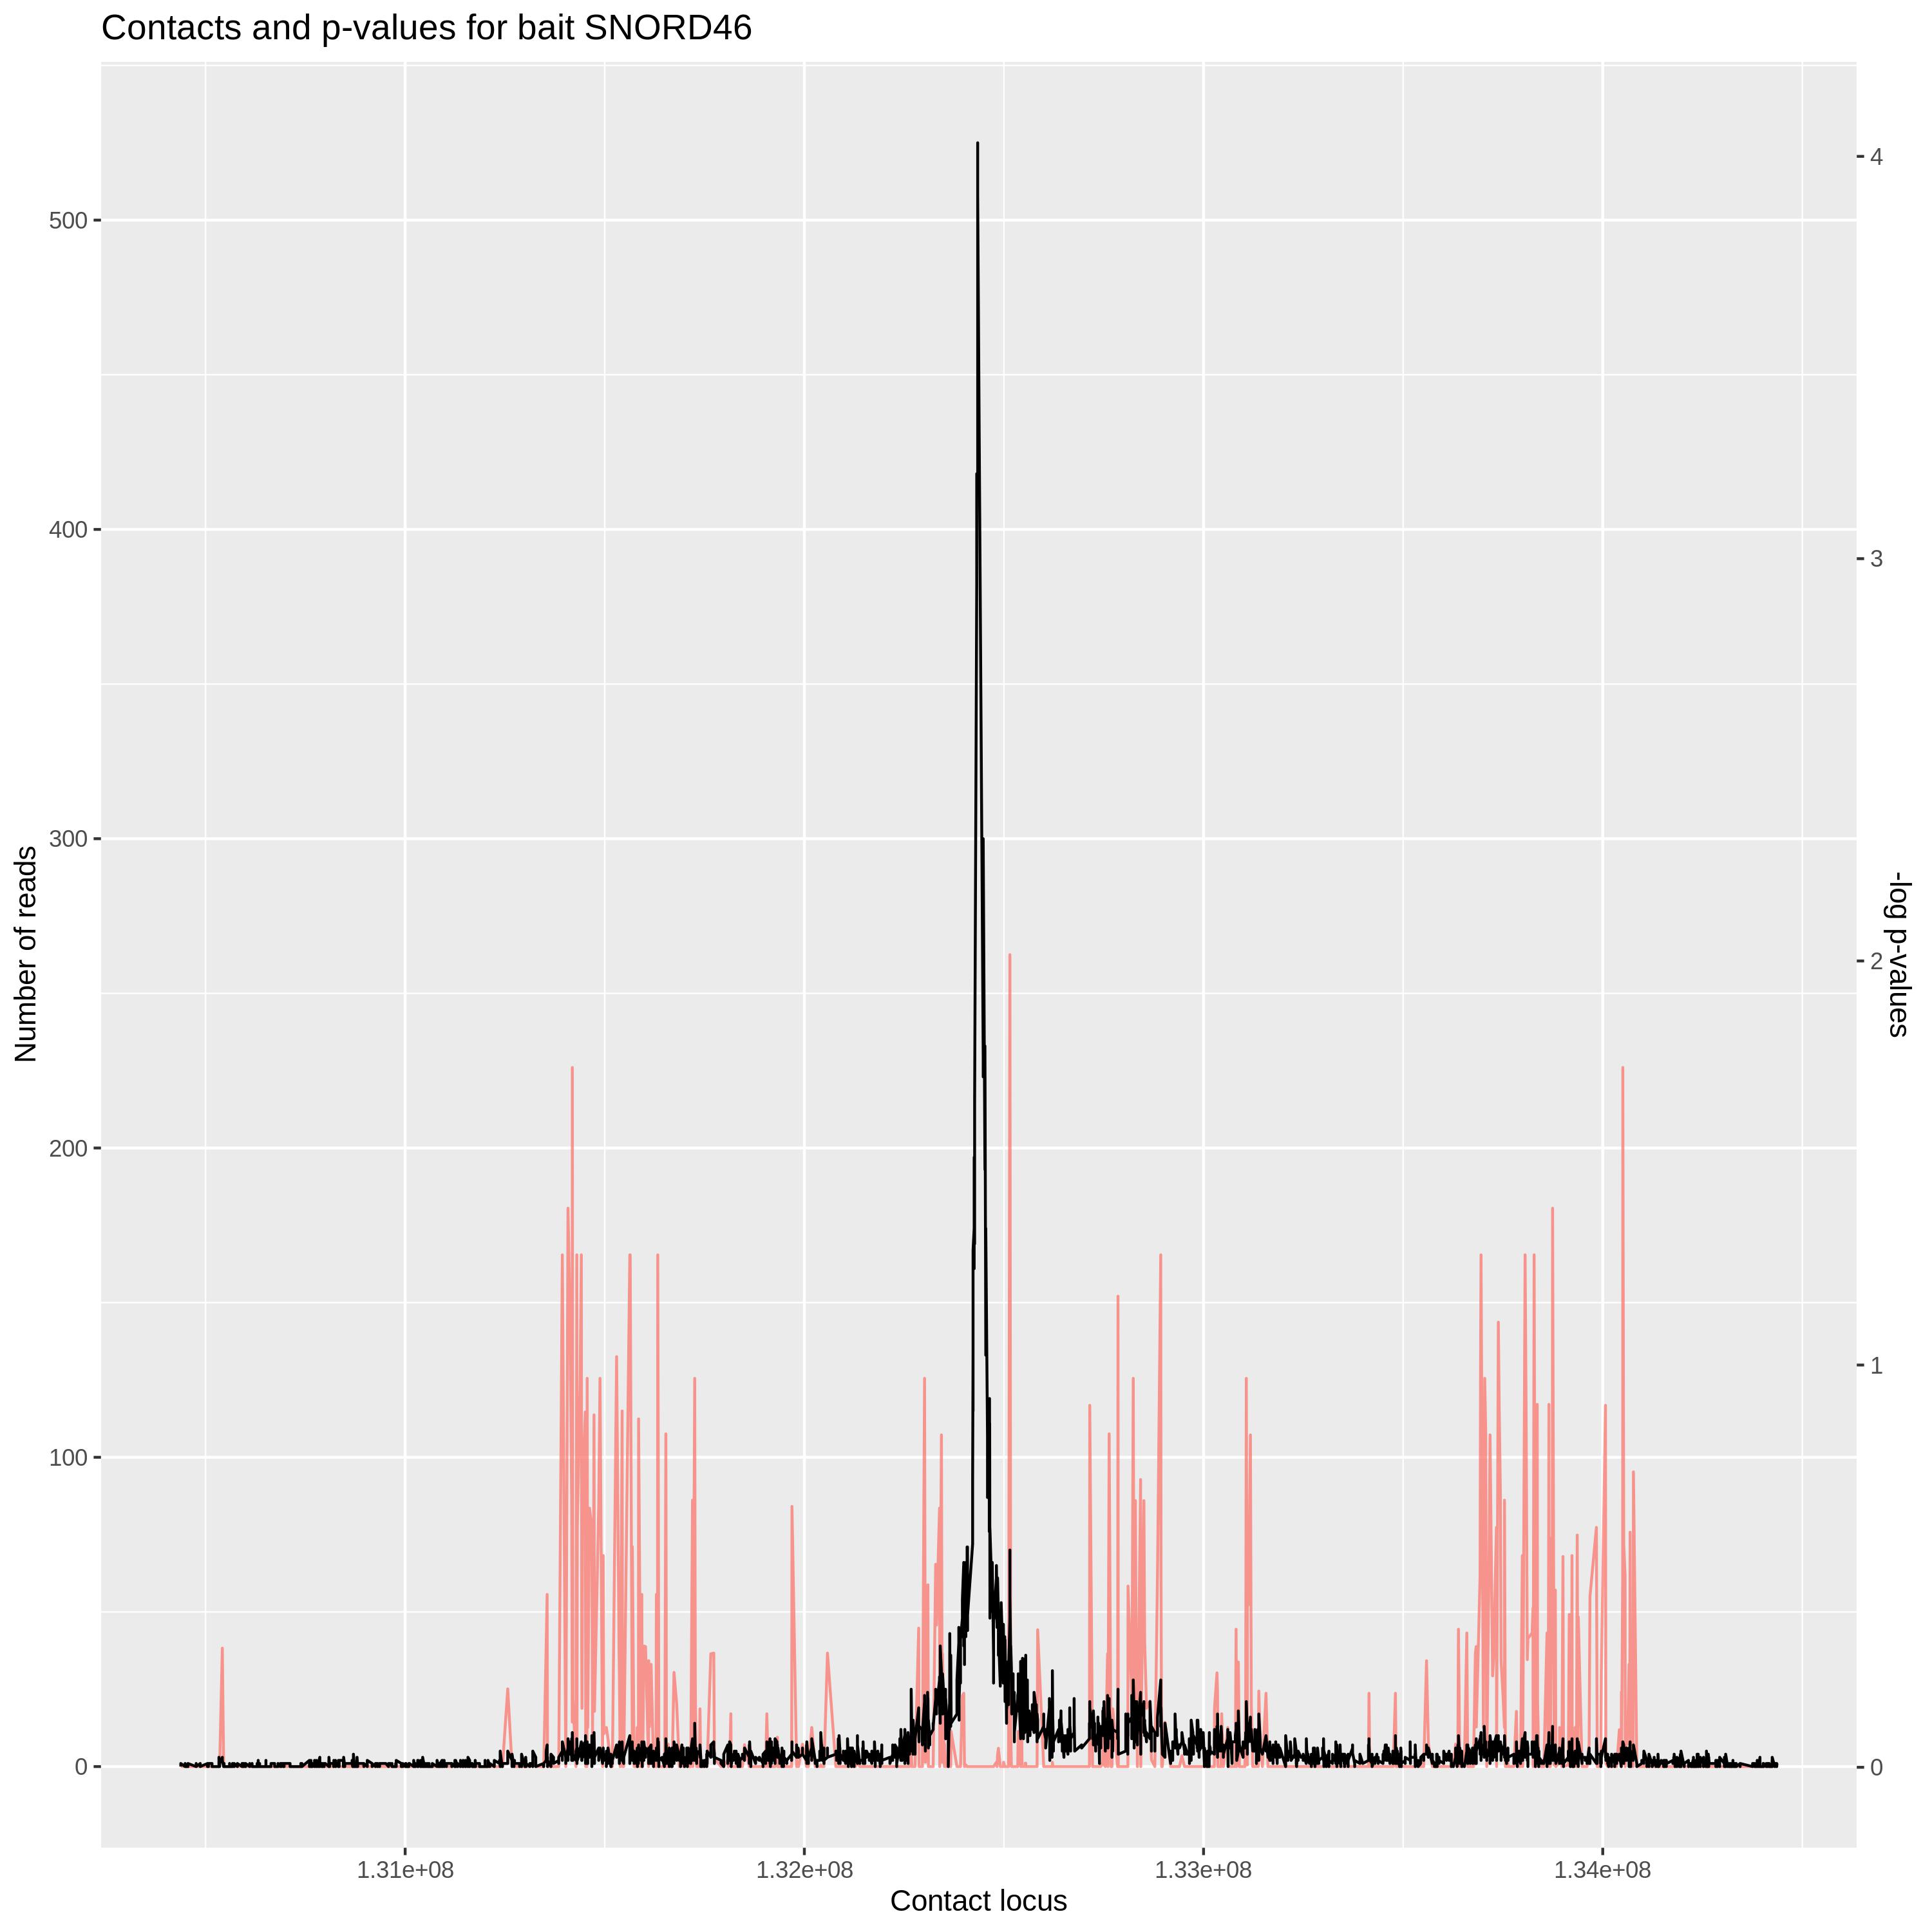 Contacts and p-values for bait SNORD46
500
400
300
200
100
0
Number of reads
4
3
2
1
0
-log p-values
1.31e+08
1.32e+08
1.33e+08
1.34e+08
Contact locus